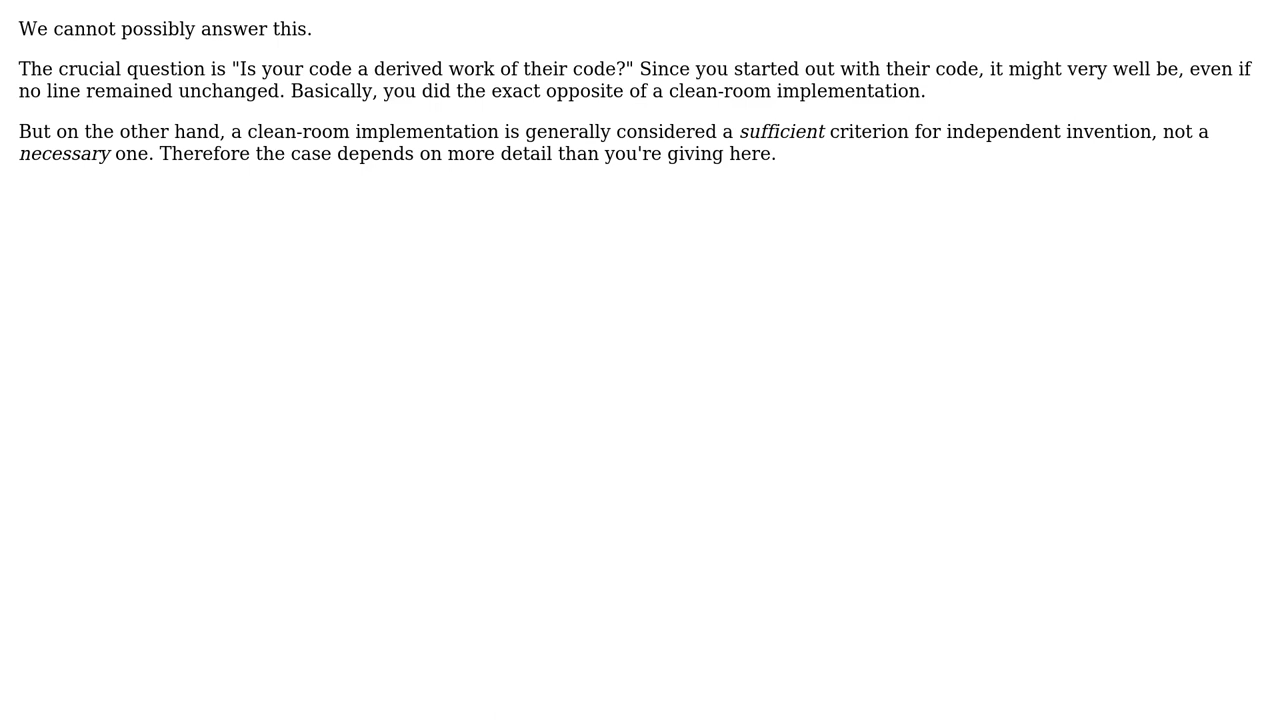 We cannot possibly answer this.
The crucial question is "Is your code a derived work of their code?" Since you started out with their code, it might very well be, even if
no line remained unchanged. Basically, you did the exact opposite of a clean-room implementation.
But on the other hand, a clean-room implementation is generally considered a sufficient criterion for independent invention, not a
necessary one. Therefore the case depends on more detail than you're giving here.